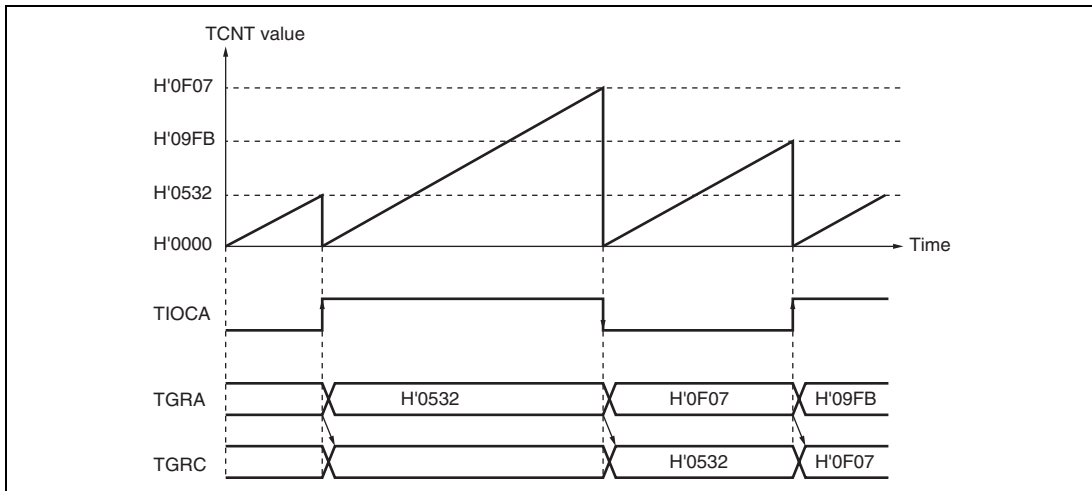 TCNT value
H'0F07
H'09FB
H'0532
H'0000
Time
TIOCA
TGRA
H'0532
H'0F07
H'09FB
TGRC
H'0532
H'0F07